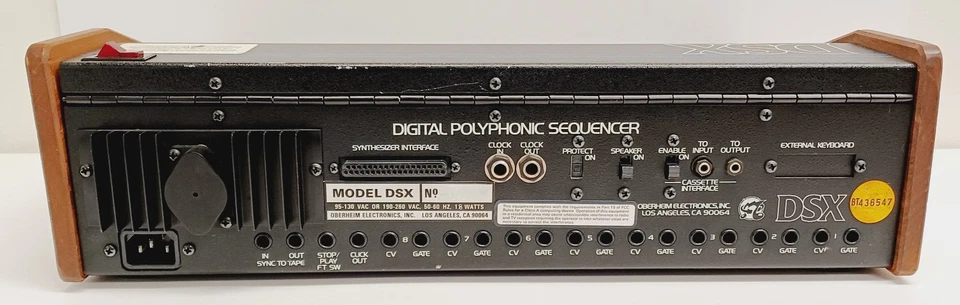 DSX
DIGITAL POLYPHONIC SEQUENCER
SYNTHESIZER INTERFACE
CLOCK IN
CLOCK OUT
PROTECT ON
SPEAKER ON
ENABLE ON
TO INPUT
TO OUTPUT
CASSETTE INTERFACE
EXTERNAL KEYBOARD
MODEL DSX Nº
95-130 VAC OR 190-260 VAC, 50-60 HZ, 18 WATTS
OBERHEIM ELECTRONICS, INC. LOS ANGELES, CA 90064
OBERHEIM ELECTRONICS, INC.
LOS ANGELES, CA 90064
DSX
BT436547
IN OUT
SYNC TO TAPE
STOP/
PLAY
FT. SW
CLICK
OUT
8 7 6 5 4 3 2 1
CV GATE CV GATE CV GATE CV GATE CV GATE CV GATE CV GATE CV GATE